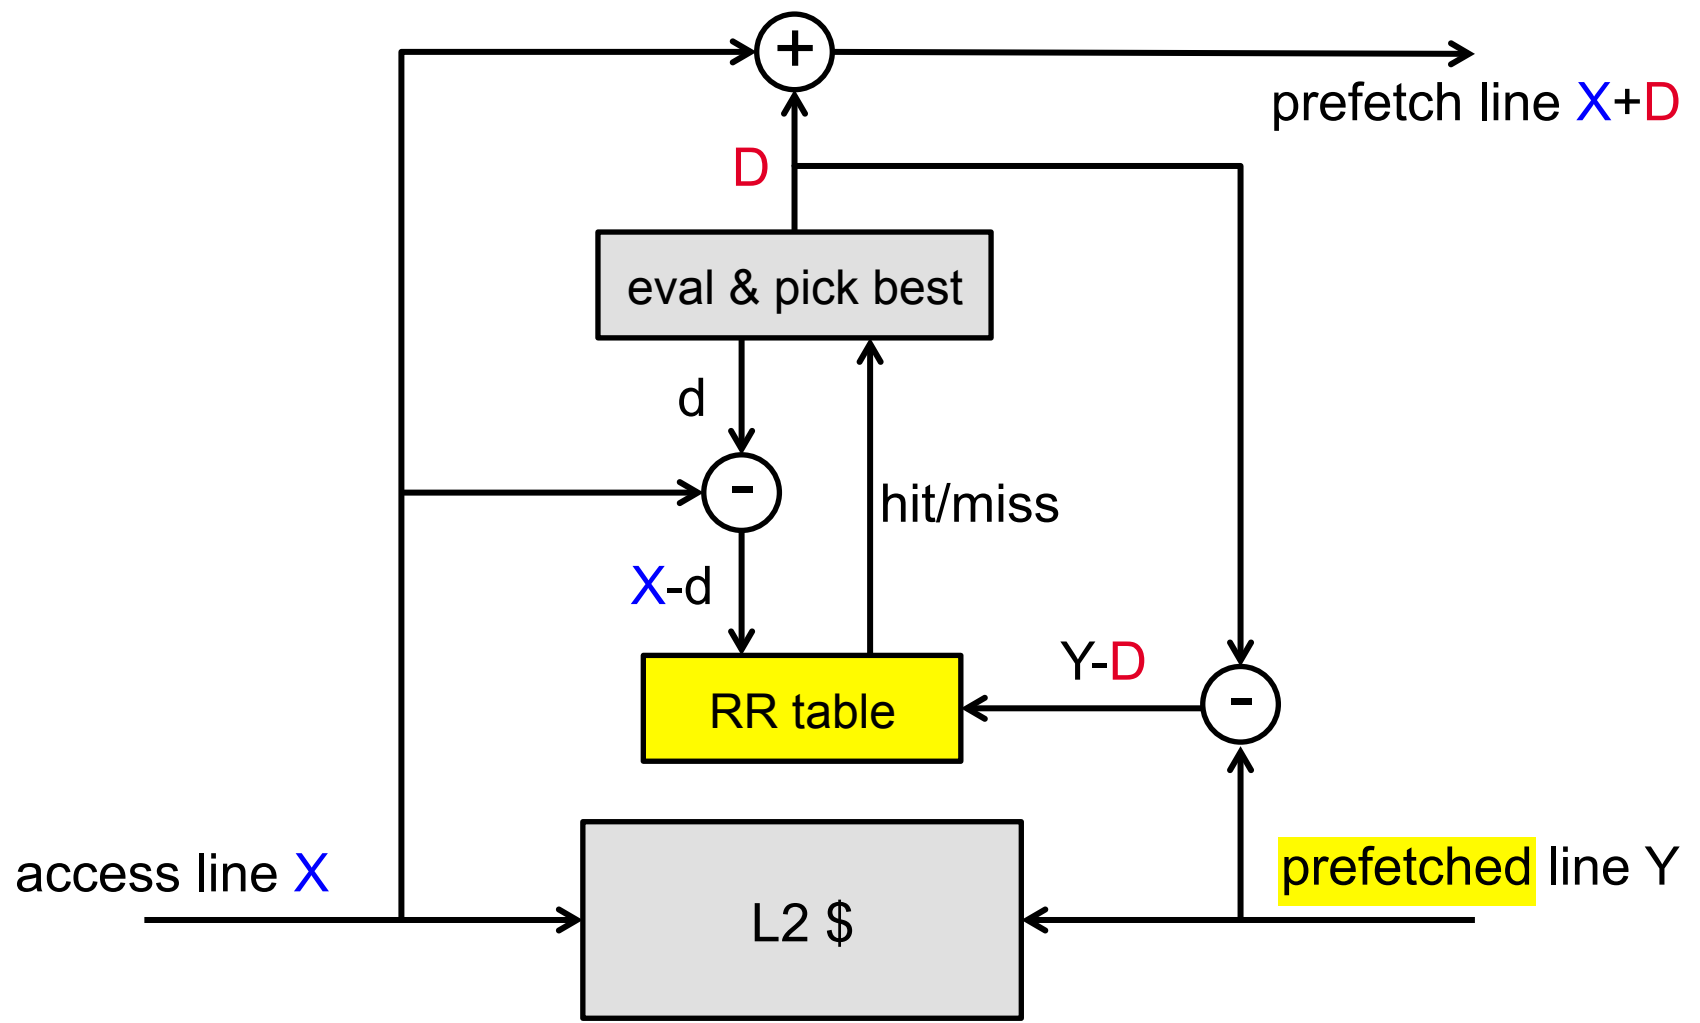 +
prefetch line X+D
D
eval & pick best
d
-
hit/miss
X-d
Y-D
RR table
-
access line X
prefetched line Y
L2 $